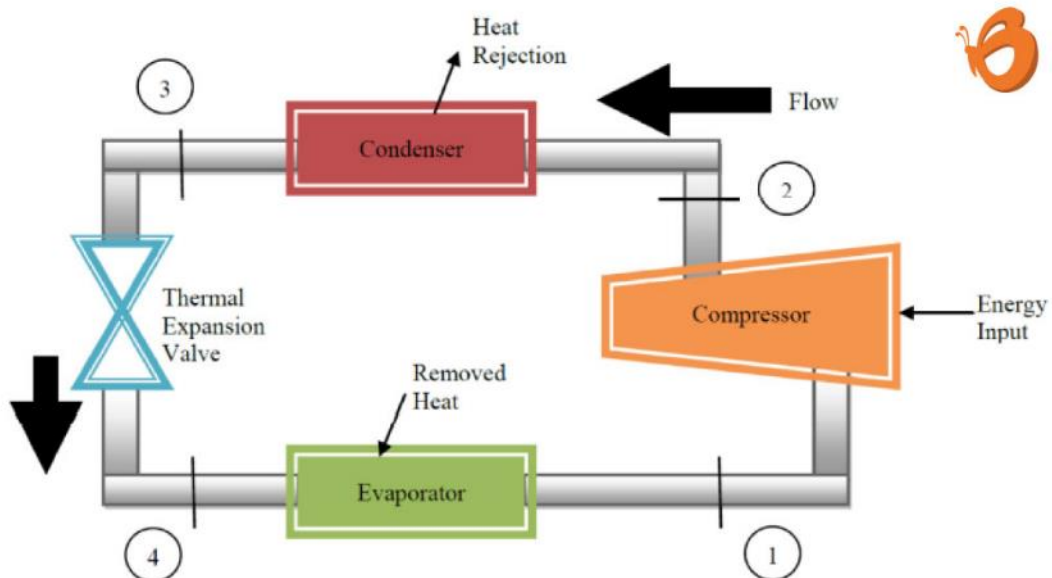 Heat
Rejection
3
Condenser
Flow
2
Thermal
Expansion
Valve
Compressor
Energy
Input
Removed
Heat
Evaporator
4
1